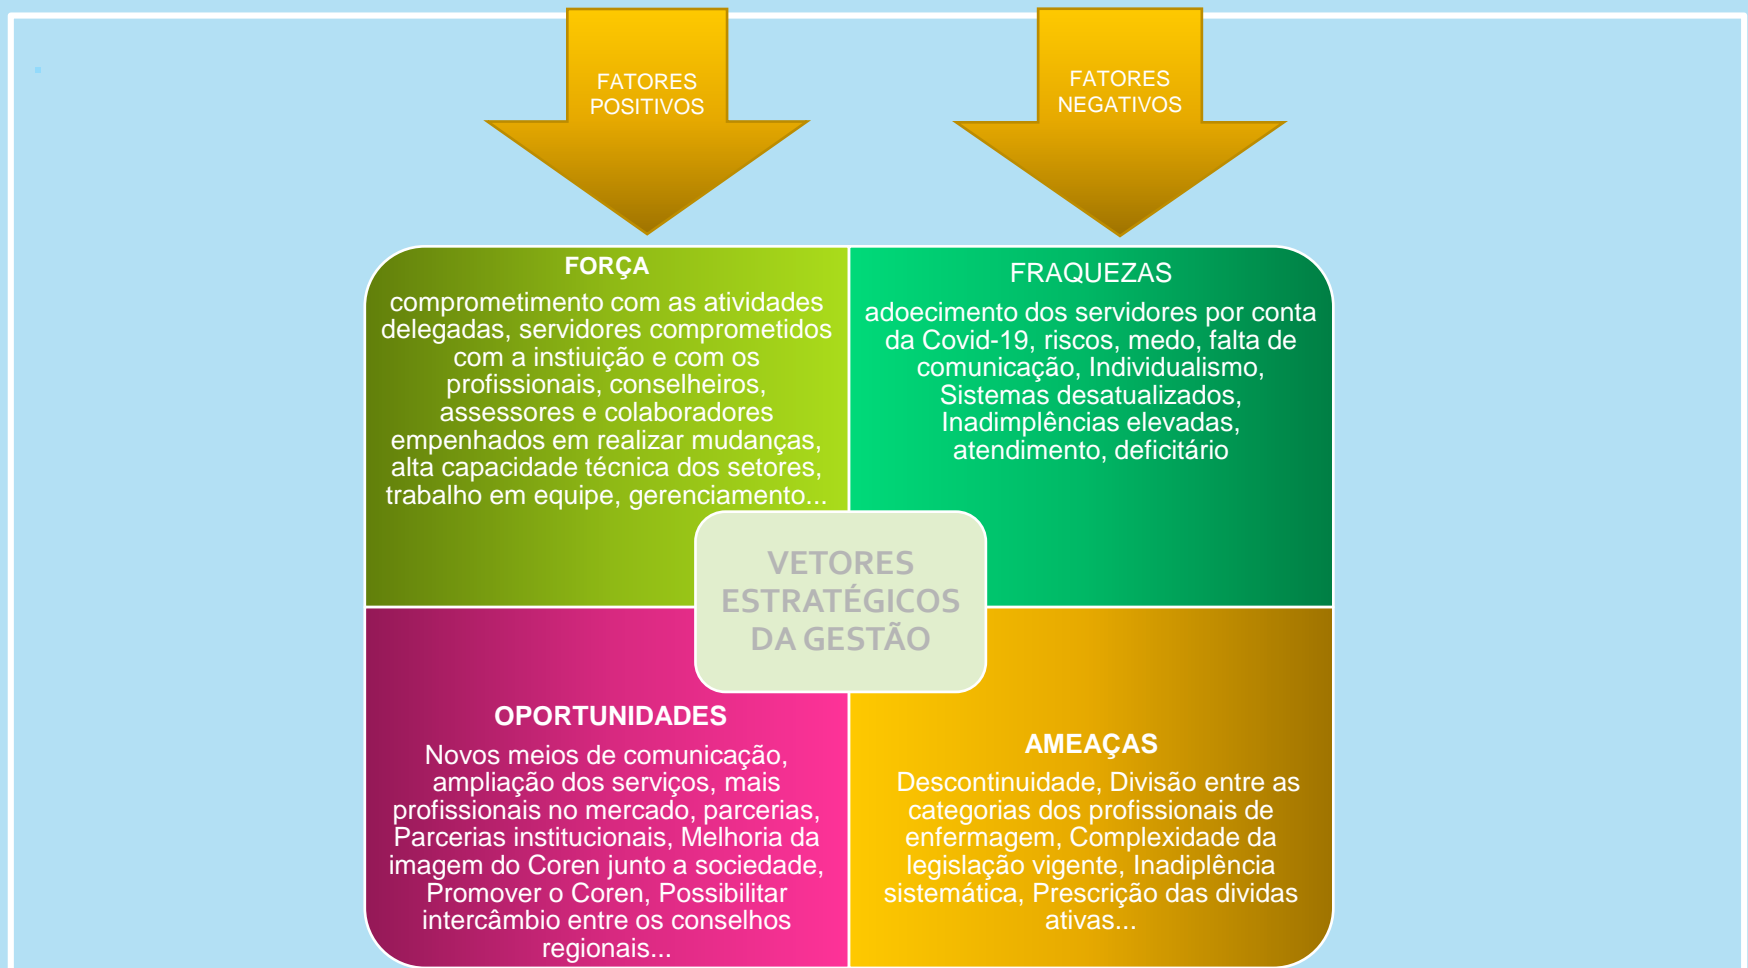 FATORES
POSITIVOS
FATORES
NEGATIVOS
FORÇA
comprometimento com as atividades
delegadas, servidores comprometidos
com a instiuição e com os
profissionais, conselheiros,
assessores e colaboradores
empenhados em realizar mudanças,
alta capacidade técnica dos setores,
trabalho em equipe, gerenciamento...
FRAQUEZAS
adoecimento dos servidores por conta
da Covid-19, riscos, medo, falta de
comunicação, Individualismo,
Sistemas desatualizados,
Inadimplências elevadas,
atendimento, deficitário
VETORES
ESTRATÉGICOS
DA GESTÃO
OPORTUNIDADES
Novos meios de comunicação,
ampliação dos serviços, mais
profissionais no mercado, parcerias,
Parcerias institucionais, Melhoria da
imagem do Coren junto a sociedade,
Promover o Coren, Possibilitar
intercâmbio entre os conselhos
regionais...
AMEAÇAS
Descontinuidade, Divisão entre as
categorias dos profissionais de
enfermagem, Complexidade da
legislação vigente, Inadiplência
sistemática, Prescrição das dividas
ativas...